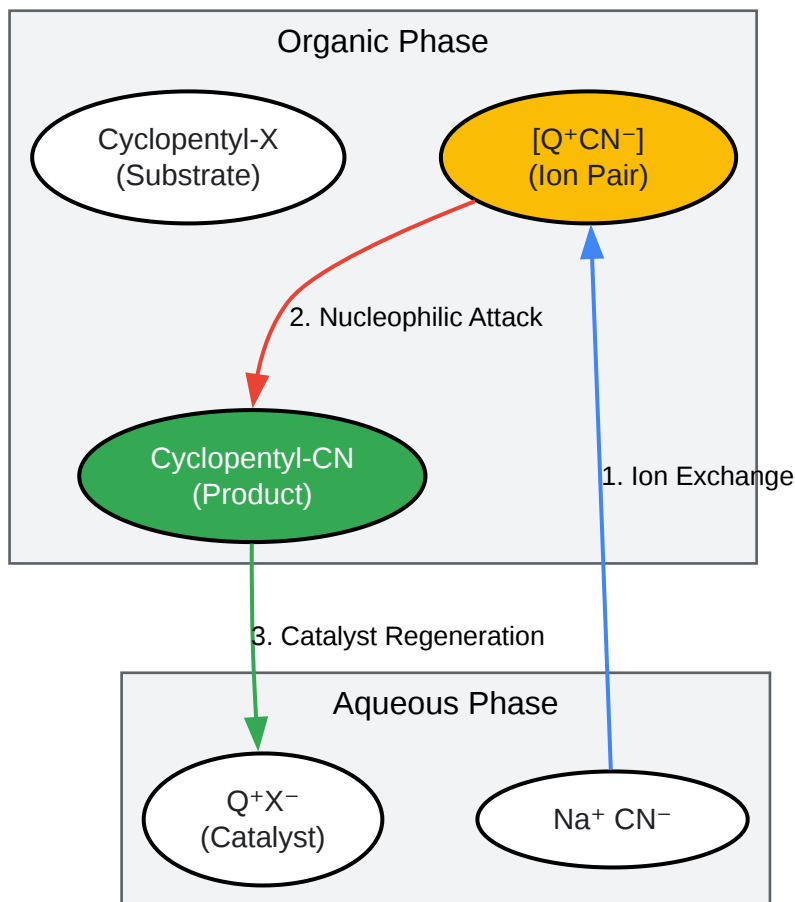 Organic Phase
Cyclopentyl-X
(Substrate)
[Q⁺CN⁻]
(Ion Pair)
2. Nucleophilic Attack
Cyclopentyl-CN
(Product)
1. Ion Exchange
3. Catalyst Regeneration
Aqueous Phase
Q⁺X⁻
(Catalyst)
Na⁺ CN⁻